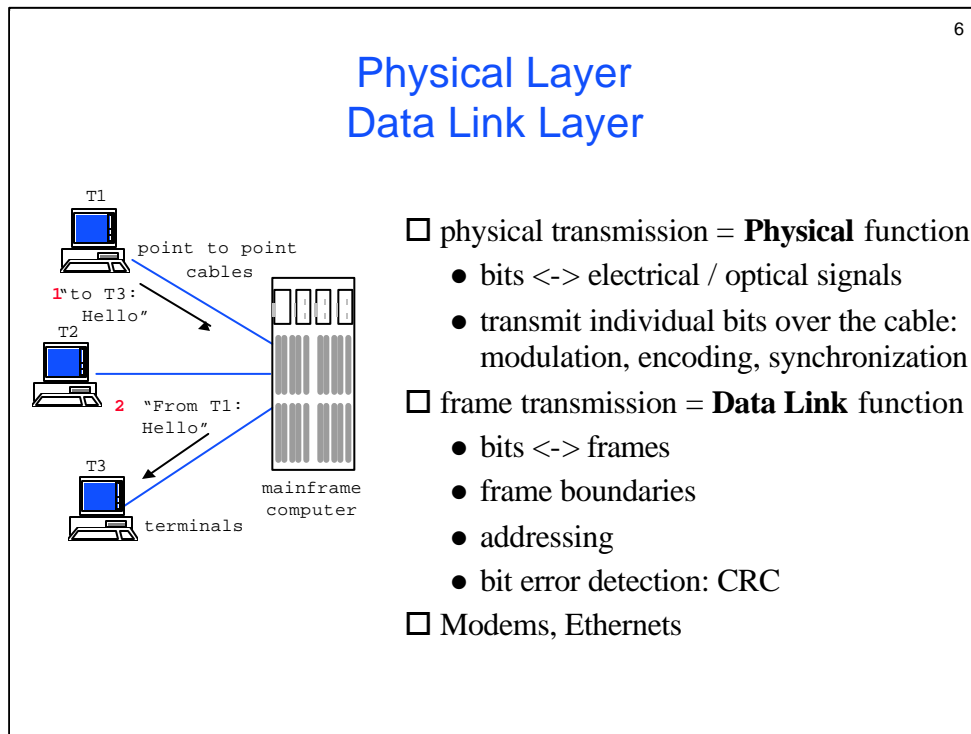 6
Physical Layer
Data Link Layer
T1
point to point
cables
1“to T3:
Hello”
T2
2 “From T1:
Hello”
T3
terminals
mainframe
computer
□ physical transmission = Physical function
● bits <-> electrical / optical signals
● transmit individual bits over the cable:
modulation, encoding, synchronization
□ frame transmission = Data Link function
● bits <-> frames
● frame boundaries
● addressing
● bit error detection: CRC
□ Modems, Ethernets